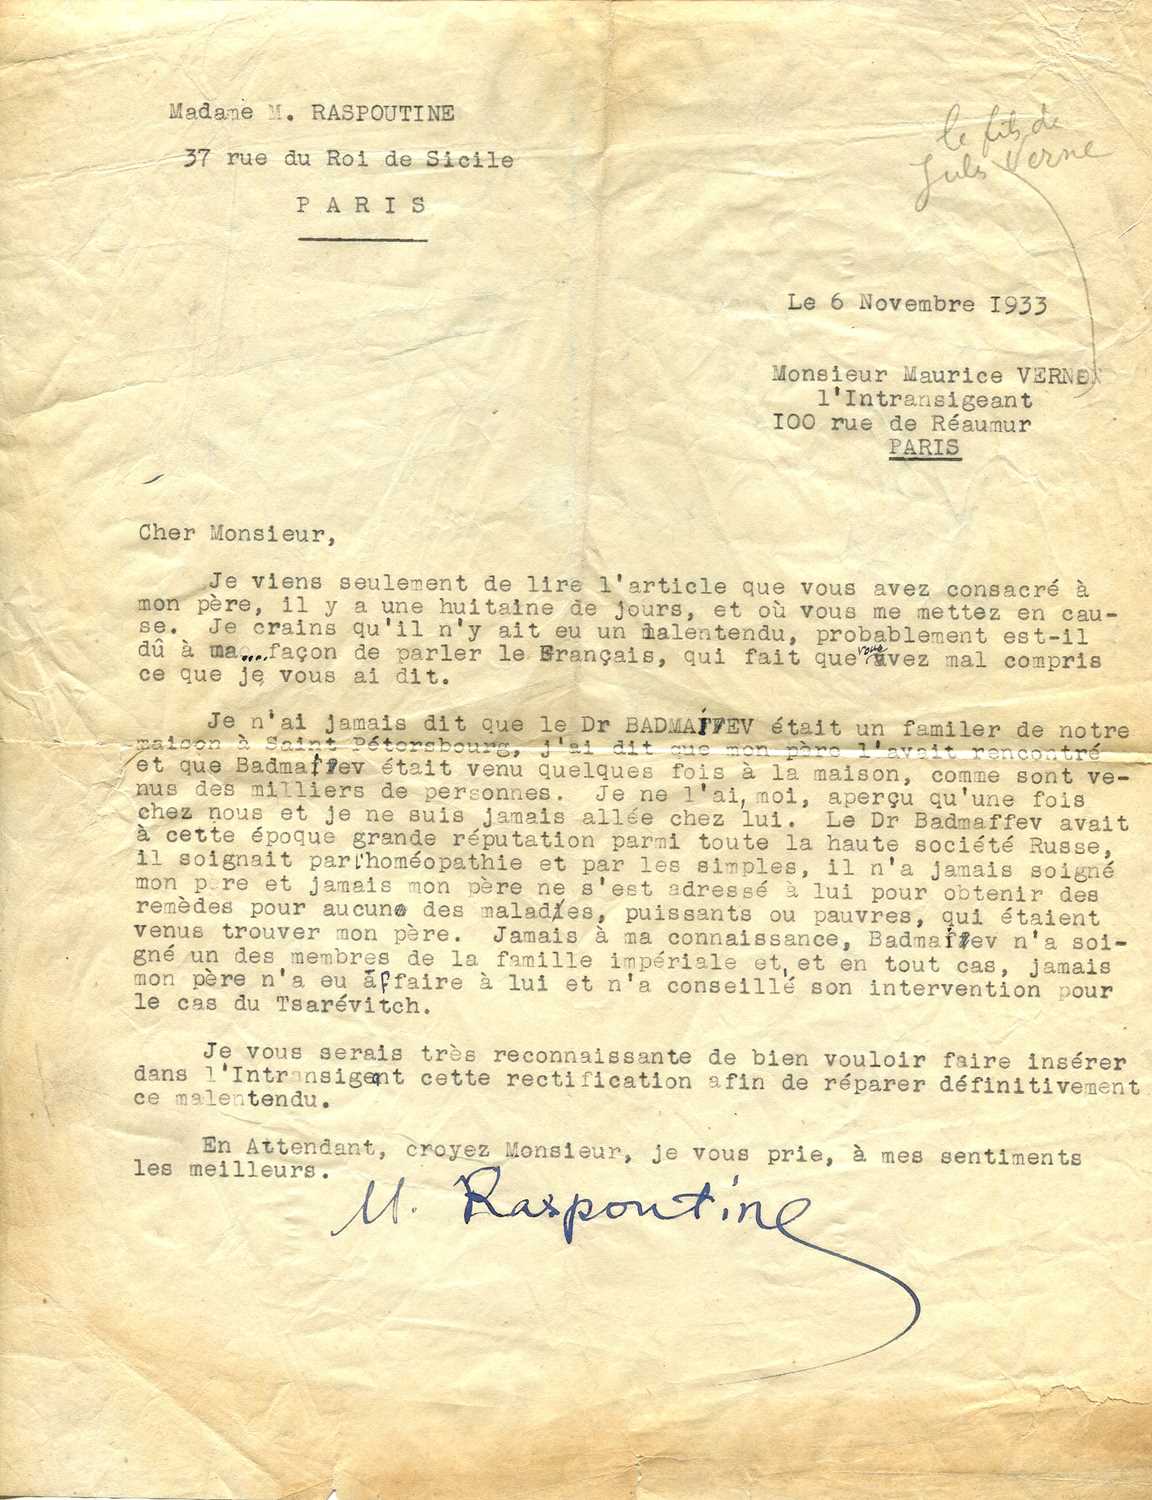 Madame M. RASPOUTINE
37 rue du Roi de Sicile
P A R I S
le fils de
Jules Verne
Le 6 Novembre I933
Monsieur Maurice VERNE
l'Intransigeant
I00 rue de Réaumur
PARIS
Cher Monsieur,
Je viens seulement de lire l'article que vous avez consacré à
mon père, il y a une huitaine de jours, et où vous me mettez en cau-
se. Je crains qu'il n'y ait eu un malentendu, probablement est-il
dû à ma... façon de parler le Français, qui fait que vous avez mal compris
ce que je vous ai dit.
Je n'ai jamais dit que le Dr BADMAIEV était un familer de notre
maison à Saint Pétersbourg, j'ai dit que mon père l'avait rencontré
et que Badmaïev était venu quelques fois à la maison, comme sont ve-
nus des milliers de personnes. Je ne l'ai, moi, aperçu qu'une fois
chez nous et je ne suis jamais allée chez lui. Le Dr Badmaffev avait
à cette époque grande réputation parmi toute la haute société Russe,
il soignait par l'homéopathie et par les simples, il n'a jamais soigné
mon père et jamais mon père ne s'est adressé à lui pour obtenir des
remèdes pour aucun des malades, puissants ou pauvres, qui étaient
venus trouver mon père. Jamais à ma connaissance, Badmaïev n'a soi-
gné un des membres de la famille impériale et, et en tout cas, jamais
mon père n'a eu affaire à lui et n'a conseillé son intervention pour
le cas du Tsarévitch.
Je vous serais très reconnaissante de bien vouloir faire insérer
dans l'Intransigeant cette rectification afin de réparer définitivement
ce malentendu.
En Attendant, croyez Monsieur, je vous prie, à mes sentiments
les meilleurs.
M. Raspoutine